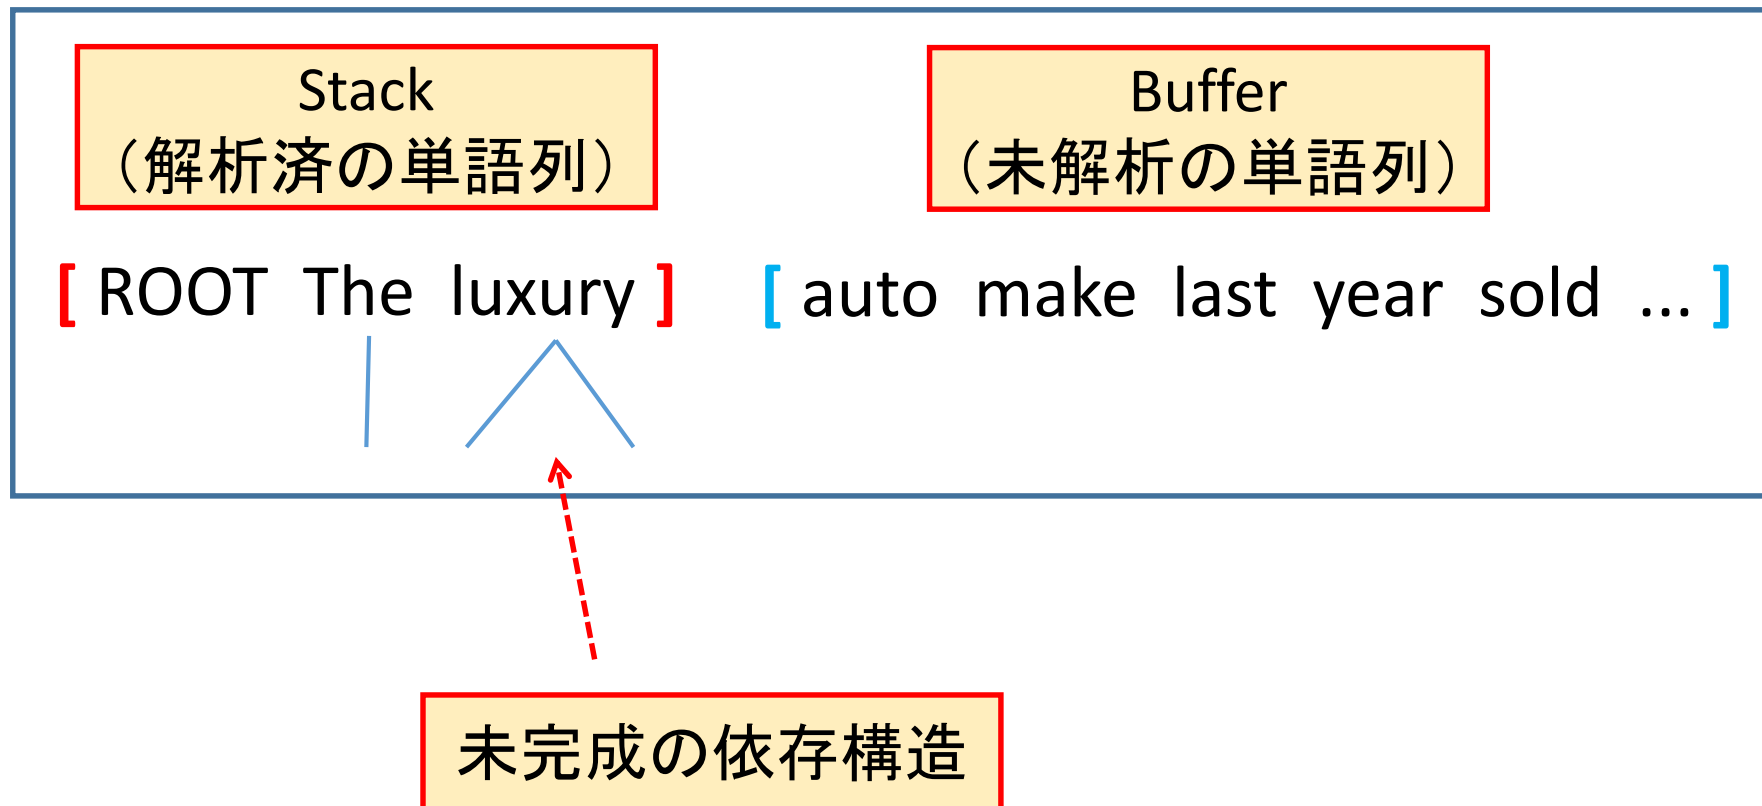 Stack
（解析済の単語列）
Buffer
（未解析の単語列）
[ ROOT The luxury ] [ auto make last year sold ... ]
未完成の依存構造